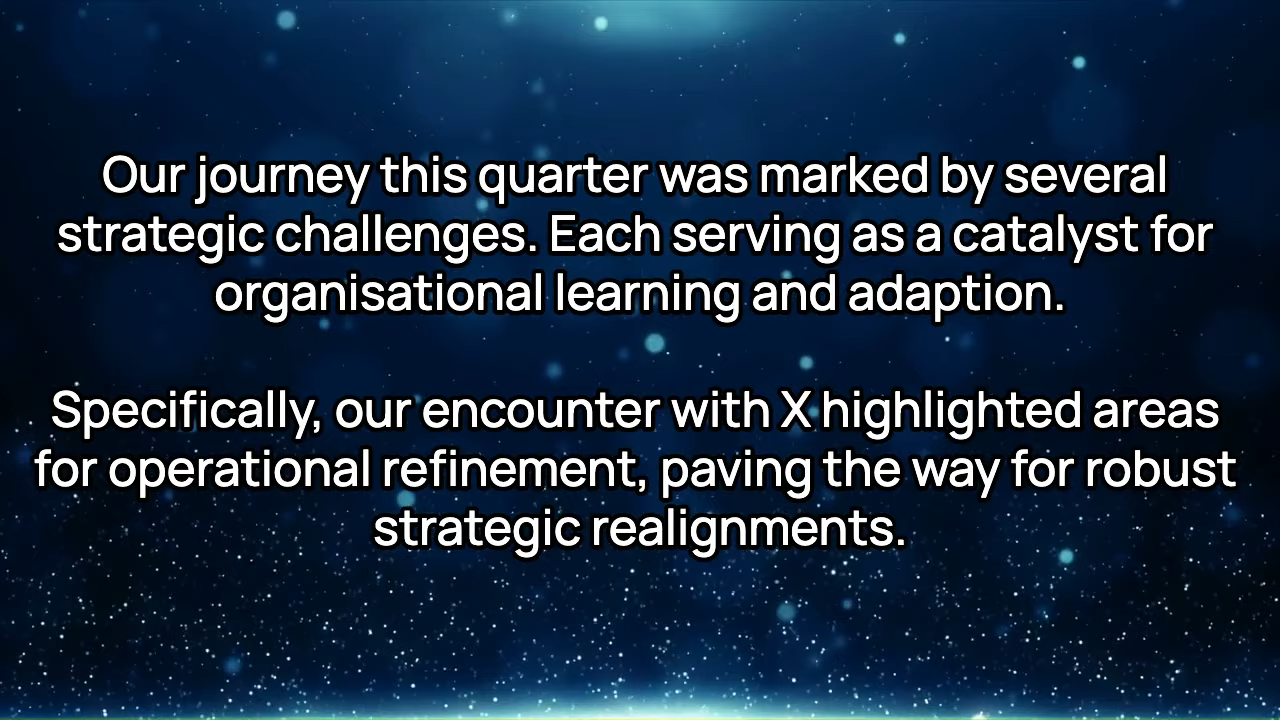 Our journey this quarter was marked by several
strategic challenges. Each serving as a catalyst for
organisational learning and adaption.
Specifically, our encounter with X highlighted areas
for operational refinement, paving the way for robust
strategic realignments.